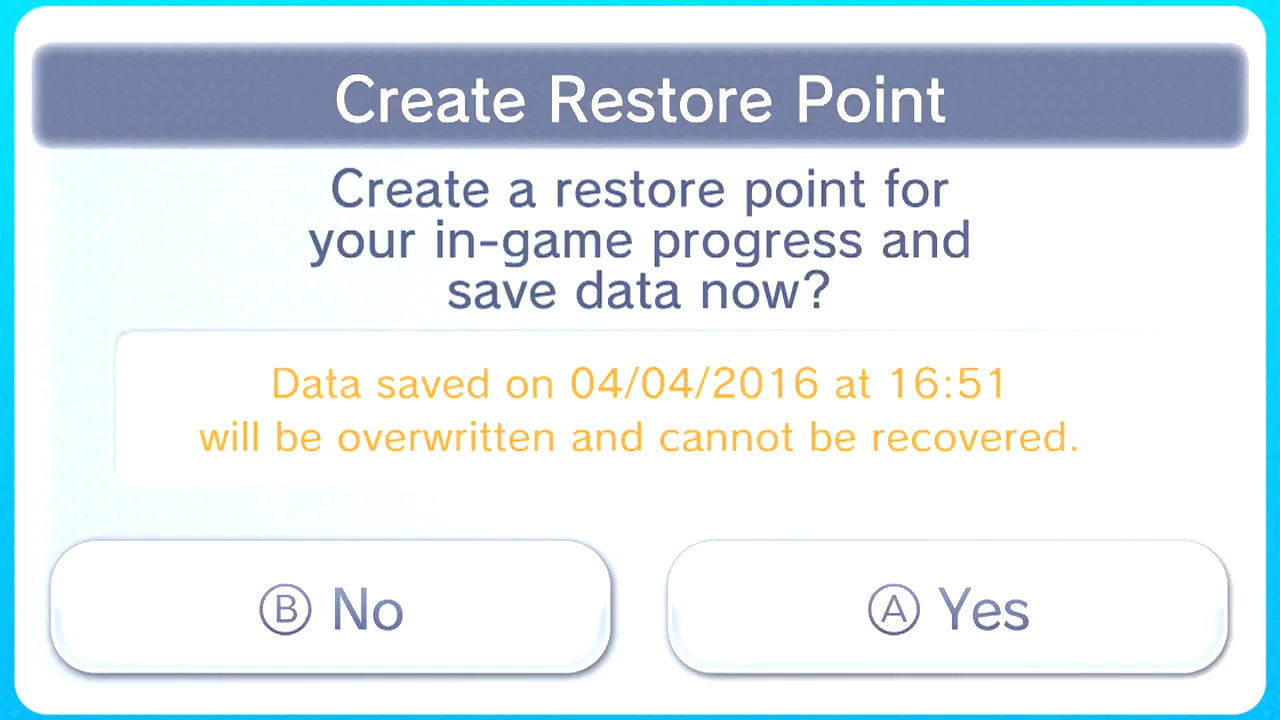 Create Restore Point
Create a restore point for
your in-game progress and
save data now?
Data saved on 04/04/2016 at 16:51
will be overwritten and cannot be recovered.
Ⓑ No
Ⓐ Yes